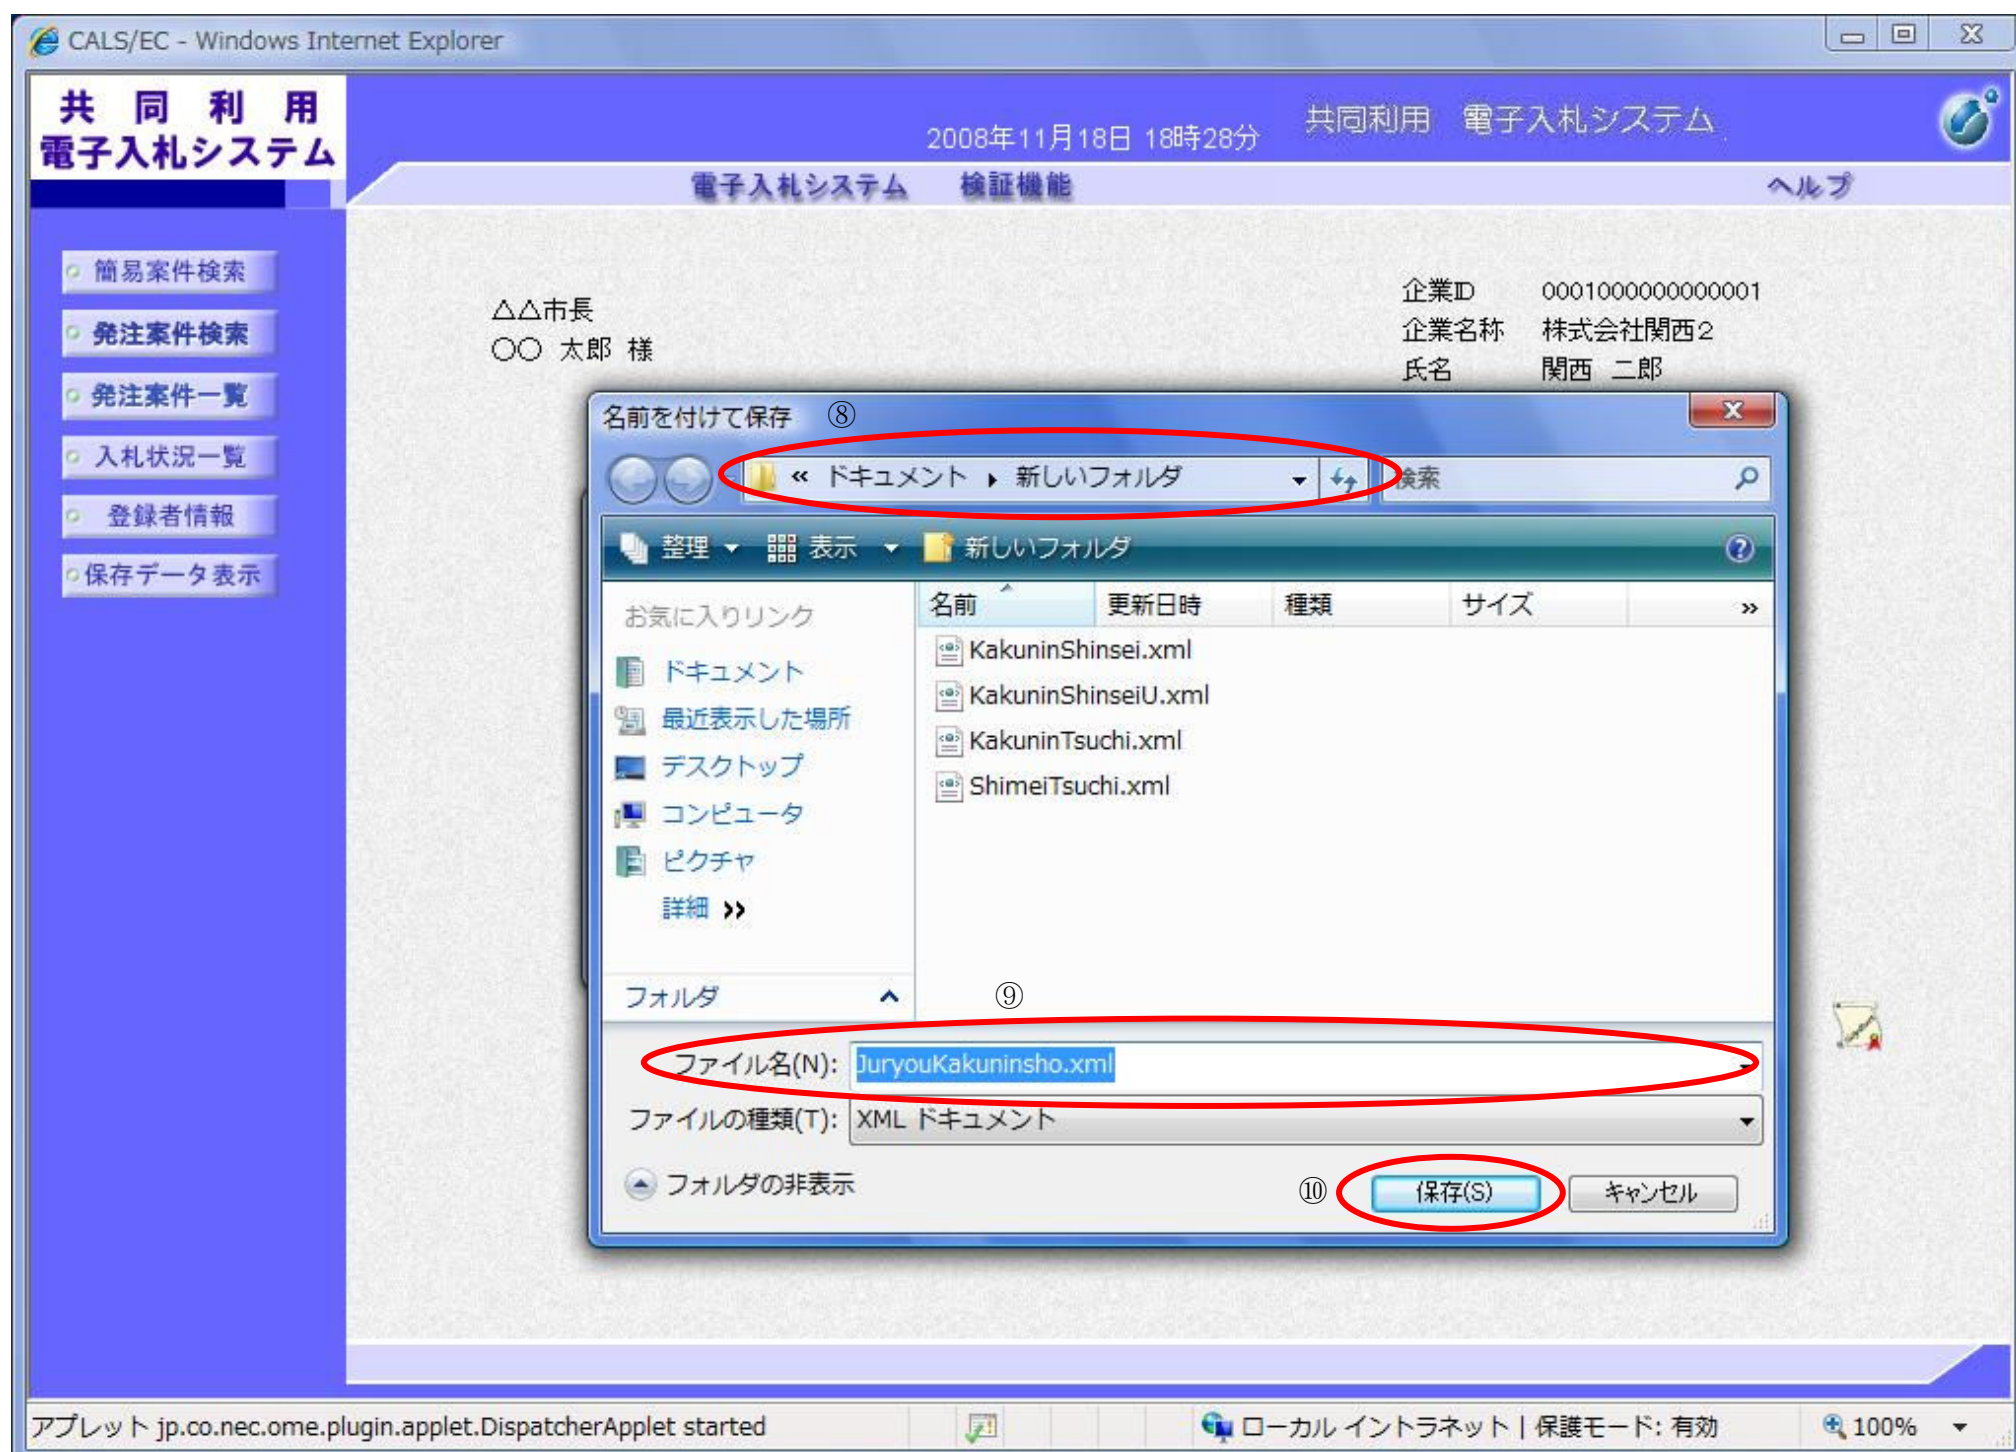 CALS/EC - Windows Internet Explorer
共 同 利 用
電子入札システム
2008年11月18日 18時28分
共同利用 電子入札システム
電子入札システム 検証機能
ヘルプ
簡易案件検索
発注案件検索
発注案件一覧
入札状況一覧
登録者情報
保存データ表示
△△市長
〇〇 太郎 様
企業ID 0001000000000001
企業名称 株式会社関西2
氏名 関西 二郎
名前を付けて保存 ⑧
« ドキュメント ▸ 新しいフォルダ
検索
整理 表示 新しいフォルダ
お気に入りリンク
ドキュメント
最近表示した場所
デスクトップ
コンピュータ
ピクチャ
詳細 »
フォルダ
名前 更新日時 種類 サイズ »
KakuninShinsei.xml
KakuninShinseiU.xml
KakuninTsuchi.xml
ShimeiTsuchi.xml
⑨
ファイル名(N): JuryouKakuninsho.xml
ファイルの種類(T): XML ドキュメント
フォルダの非表示
⑩ 保存(S) キャンセル
アプレット jp.co.nec.ome.plugin.applet.DispatcherApplet started
ローカル イントラネット | 保護モード: 有効
100%